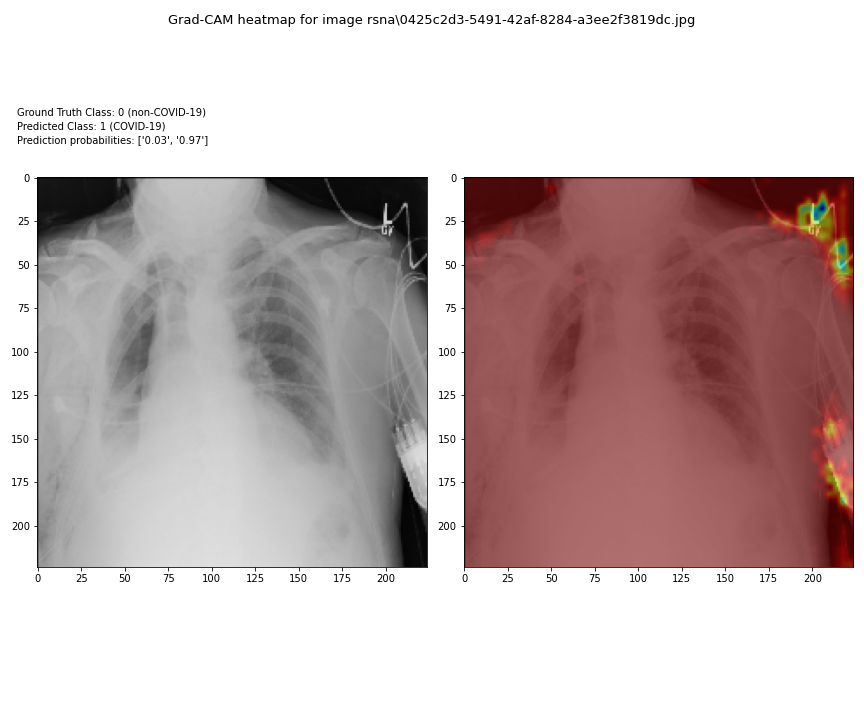 Grad-CAM heatmap for image rsna\0425c2d3-5491-42af-8284-a3ee2f3819dc.jpg
Ground Truth Class: 0 (non-COVID-19)
Predicted Class: 1 (COVID-19)
Prediction probabilities: ['0.03', '0.97']
0
25
50
75
100
125
150
175
200
0 25 50 75 100 125 150 175 200
L
0
25
50
75
100
125
150
175
200
0 25 50 75 100 125 150 175 200
L